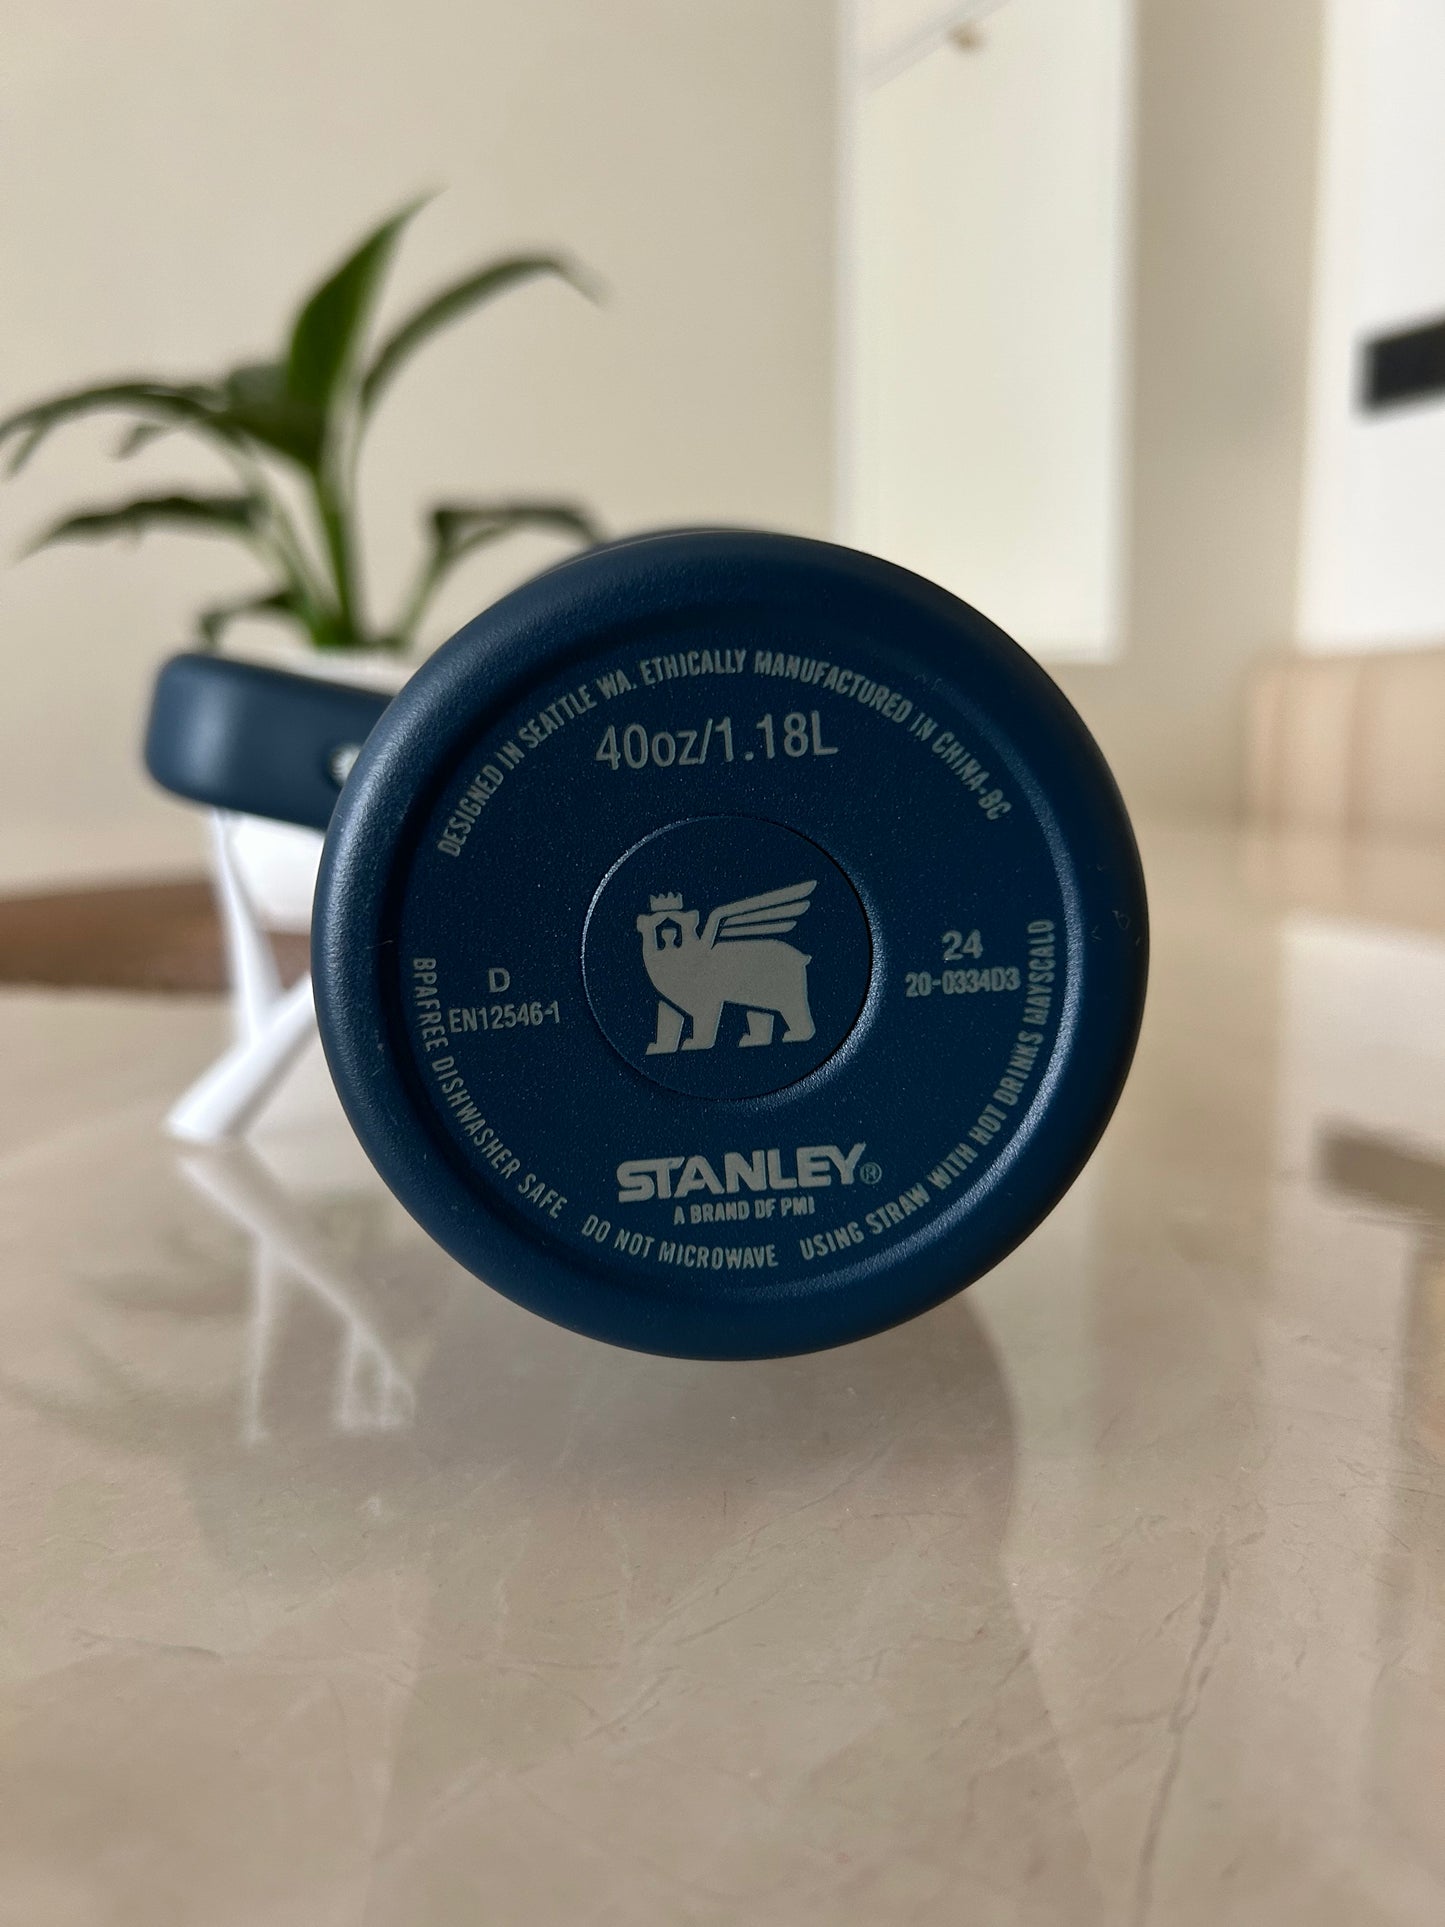 DESIGNED IN SEATTLE WA. ETHICALLY MANUFACTURED IN CHINA-BC
40oz/1.18L
D
EN12546-1
24
20-0334D3
STANLEY®
A BRAND OF PMI
BPAFREE DISHWASHER SAFE DO NOT MICROWAVE USING STRAW WITH HOT DRINKS MAYSCALD